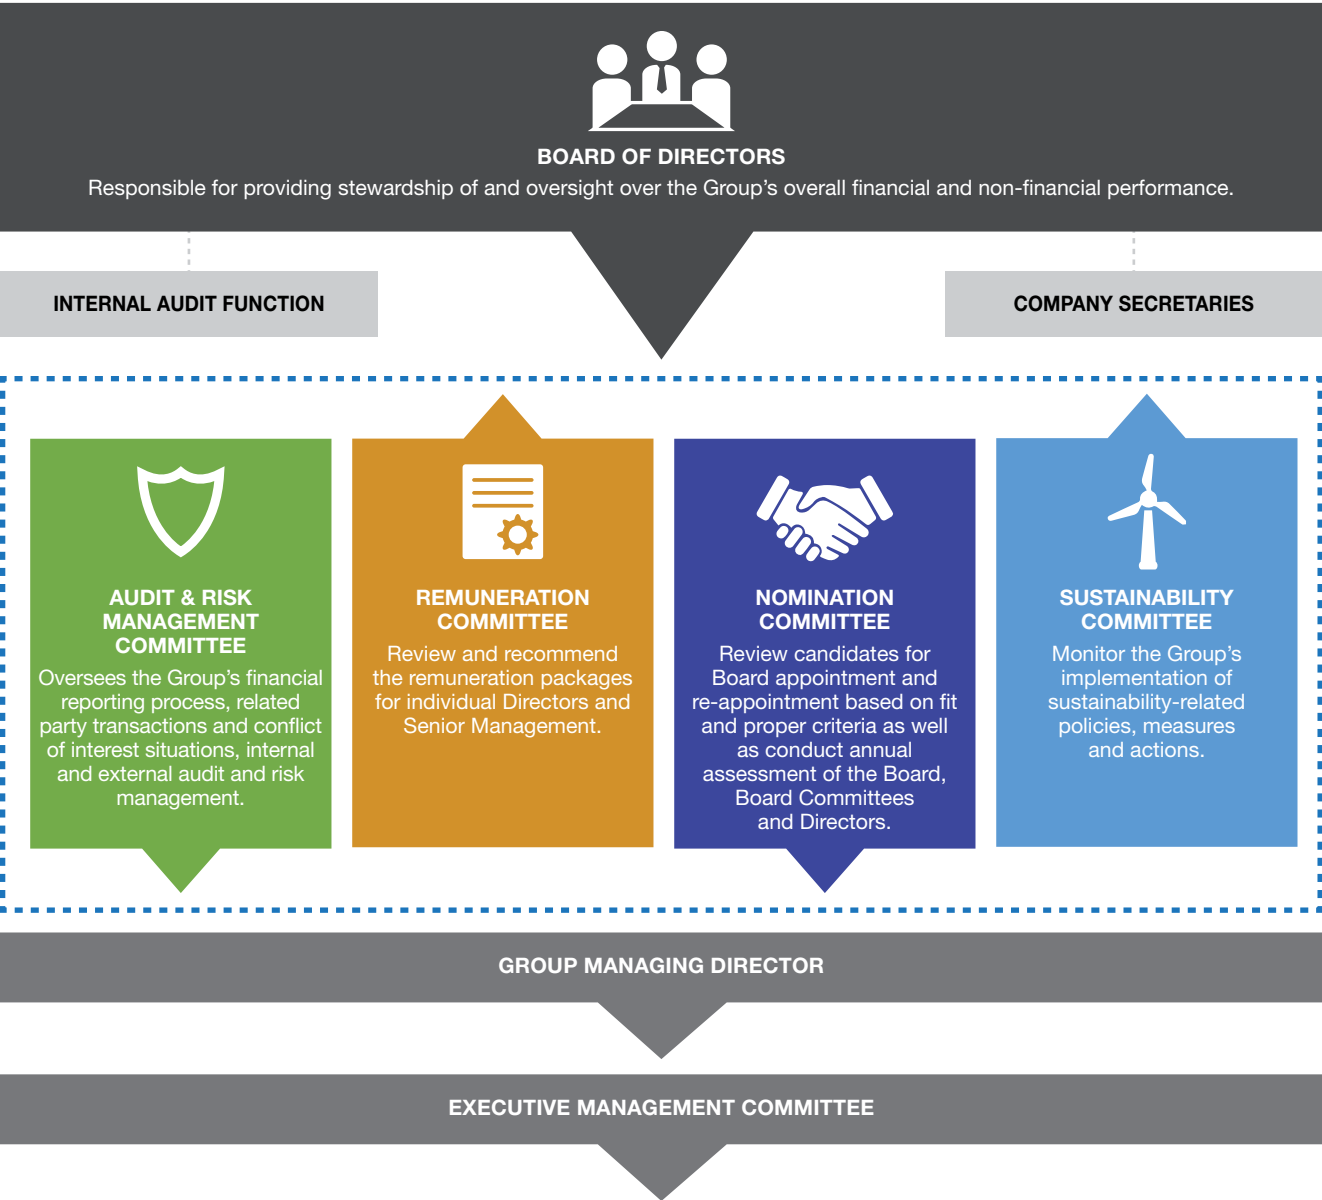 BOARD OF DIRECTORS
Responsible for providing stewardship of and oversight over the Group's overall financial and non-financial performance.
INTERNAL AUDIT FUNCTION
COMPANY SECRETARIES
AUDIT & RISK
MANAGEMENT
COMMITTEE
Oversees the Group's financial
reporting process, related
party transactions and conflict
of interest situations, internal
and external audit and risk
management.
REMUNERATION
COMMITTEE
Review and recommend
the remuneration packages
for individual Directors and
Senior Management.
NOMINATION
COMMITTEE
Review candidates for
Board appointment and
re-appointment based on fit
and proper criteria as well
as conduct annual
assessment of the Board,
Board Committees
and Directors.
SUSTAINABILITY
COMMITTEE
Monitor the Group's
implementation of
sustainability-related
policies, measures
and actions.
GROUP MANAGING DIRECTOR
EXECUTIVE MANAGEMENT COMMITTEE